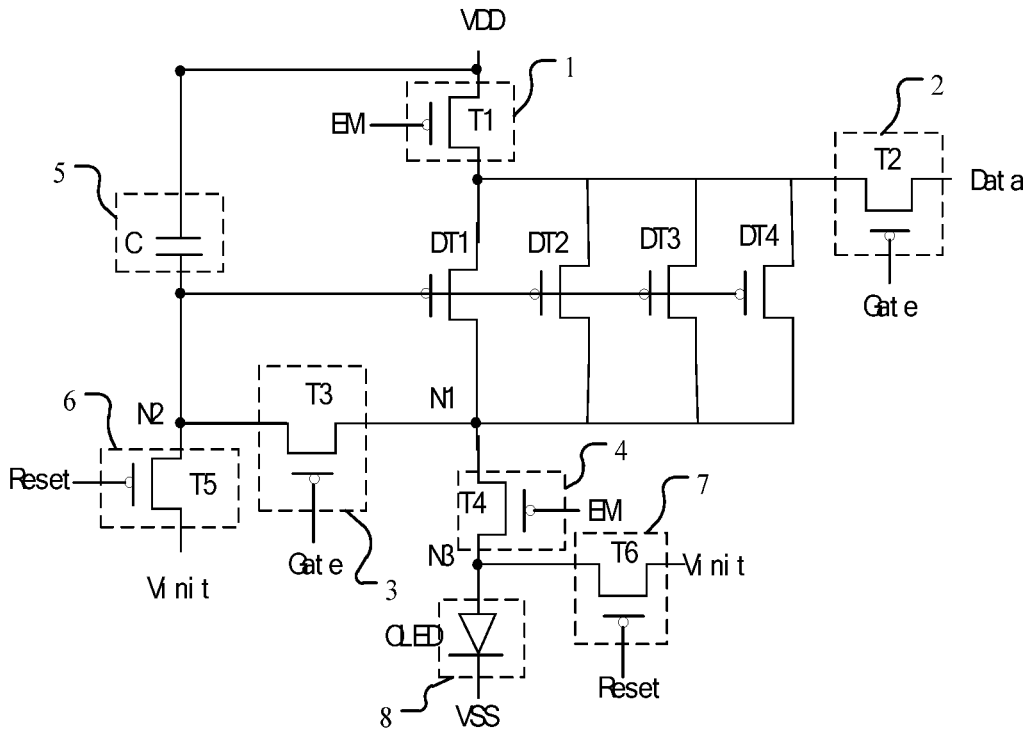 VDD
1
EM
T1
2
T2
Data
5
C
DT1
DT2
DT3
DT4
Gate
6
N2
T3
N1
Reset
T5
4
T4
EM
7
Gate
3
N3
T6
Vinit
Vinit
OLED
Reset
8
VSS